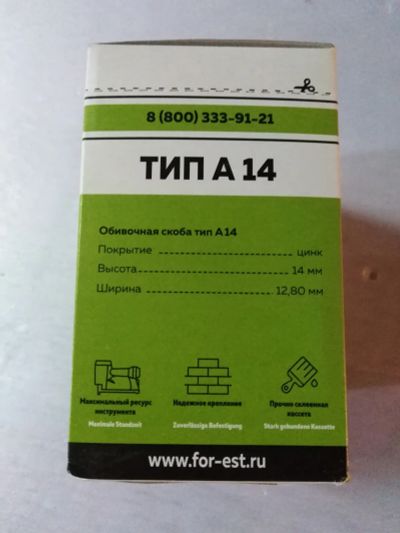 8 (800) 333-91-21
ТИП А 14
Обивочная скоба тип А14
Покрытие цинк
Высота 14 мм
Ширина 12,80 мм
Максимальный ресурс инструмента
Maximale Standzeit
Надежное крепление
Zuverlässige Befestigung
Прочно склеенная кассета
Stark gebundene Kassette
www.for-est.ru